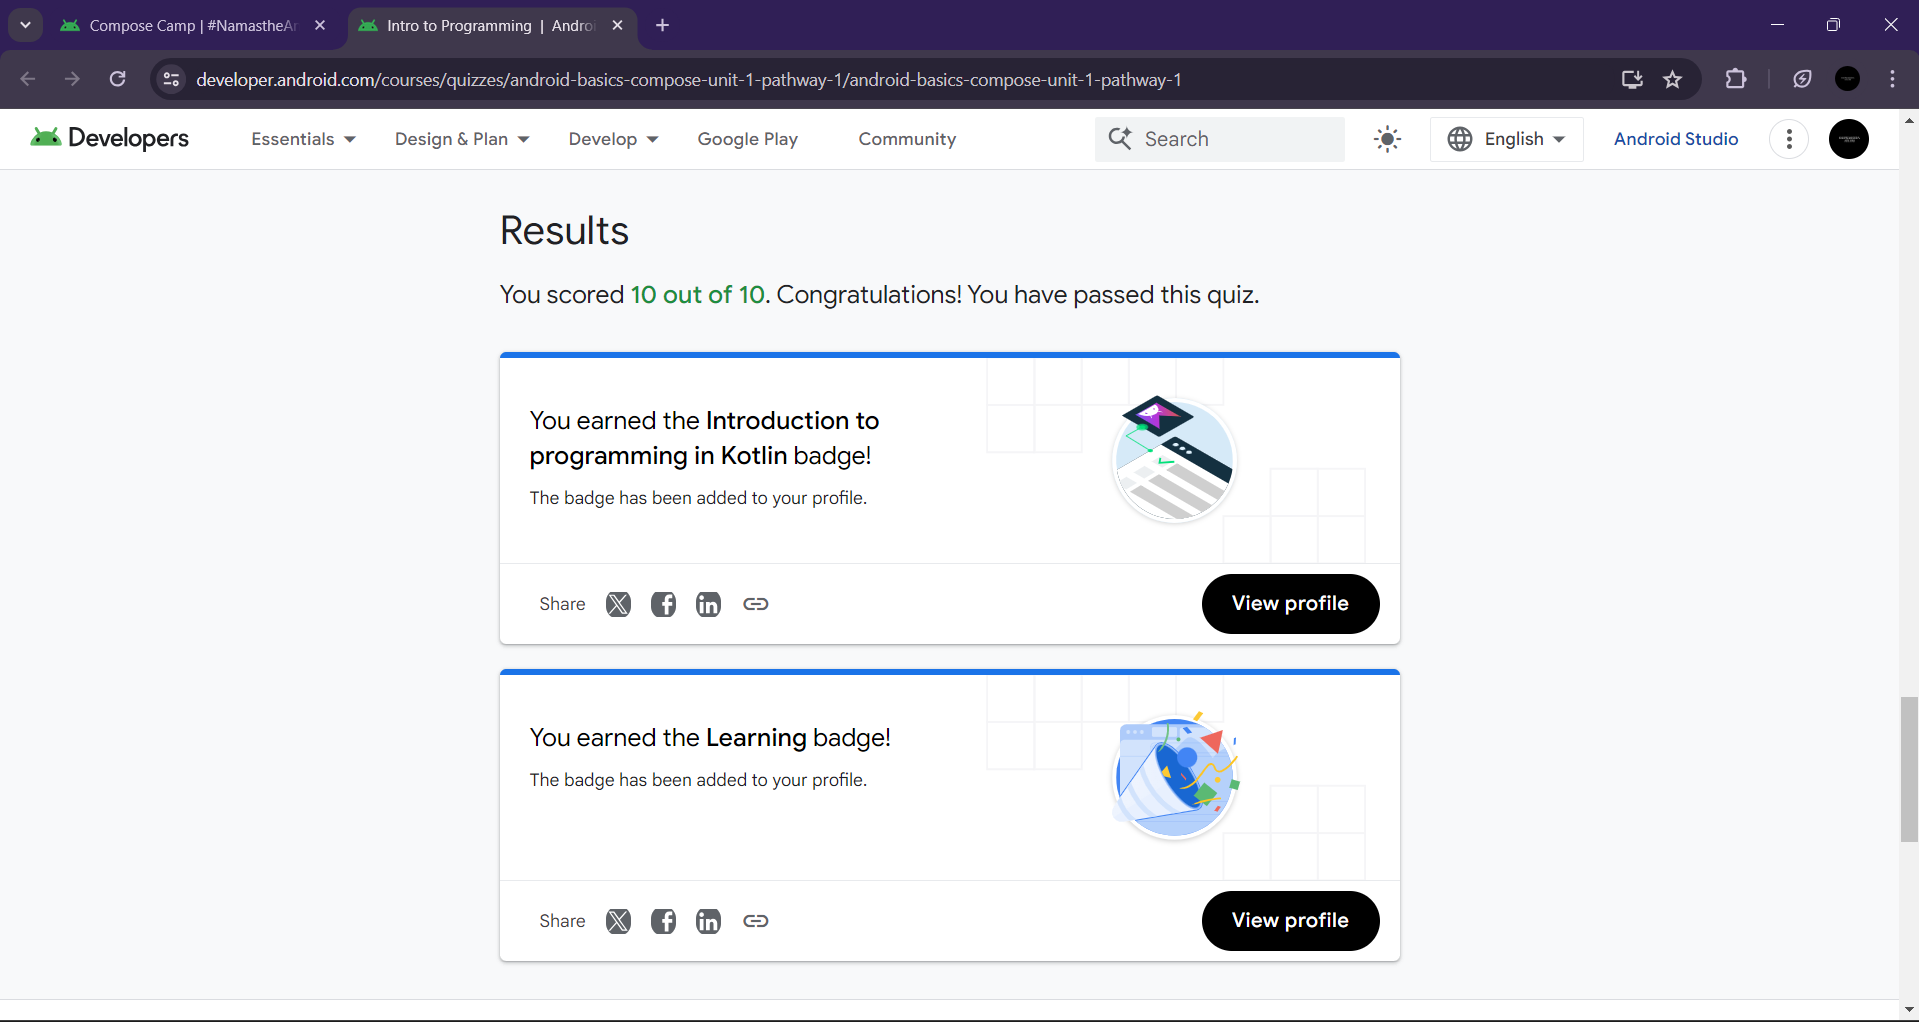 Compose Camp | #NamastheAn
Intro to Programming | Andro
developer.android.com/courses/quizzes/android-basics-compose-unit-1-pathway-1/android-basics-compose-unit-1-pathway-1
Developers
Essentials
Design & Plan
Develop
Google Play
Community
Search
English
Android Studio
Results
You scored 10 out of 10. Congratulations! You have passed this quiz.
You earned the Introduction to
programming in Kotlin badge!
The badge has been added to your profile.
Share
View profile
You earned the Learning badge!
The badge has been added to your profile.
Share
View profile